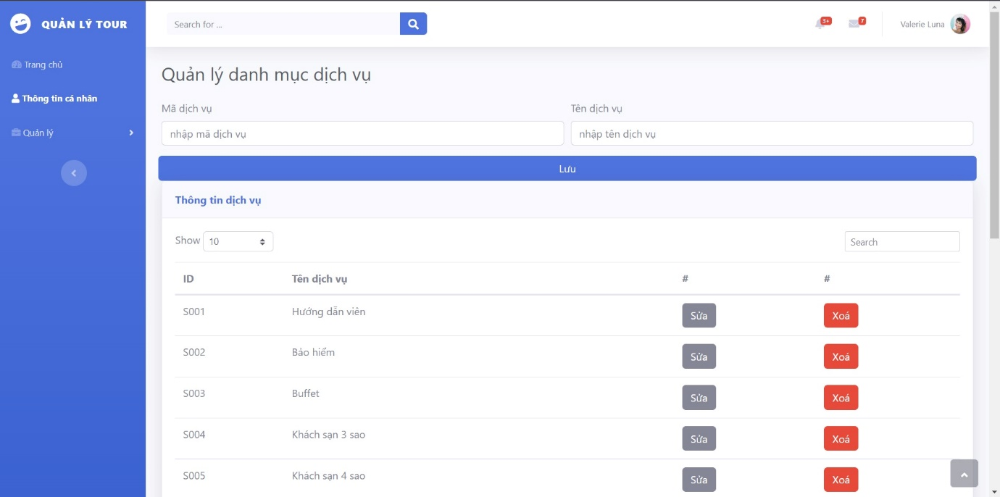 QUẢN LÝ TOUR
Search for ...
3+
7
Valerie Luna
Trang chủ
Thông tin cá nhân
Quản lý
Quản lý danh mục dịch vụ
Mã dịch vụ
Tên dịch vụ
nhập mã dịch vụ
nhập tên dịch vụ
Lưu
Thông tin dịch vụ
Show 10
Search
ID Tên dịch vụ # #
S001 Hướng dẫn viên Sửa Xoá
S002 Bảo hiểm Sửa Xoá
S003 Buffet Sửa Xoá
S004 Khách sạn 3 sao Sửa Xoá
S005 Khách sạn 4 sao Sửa Xoá